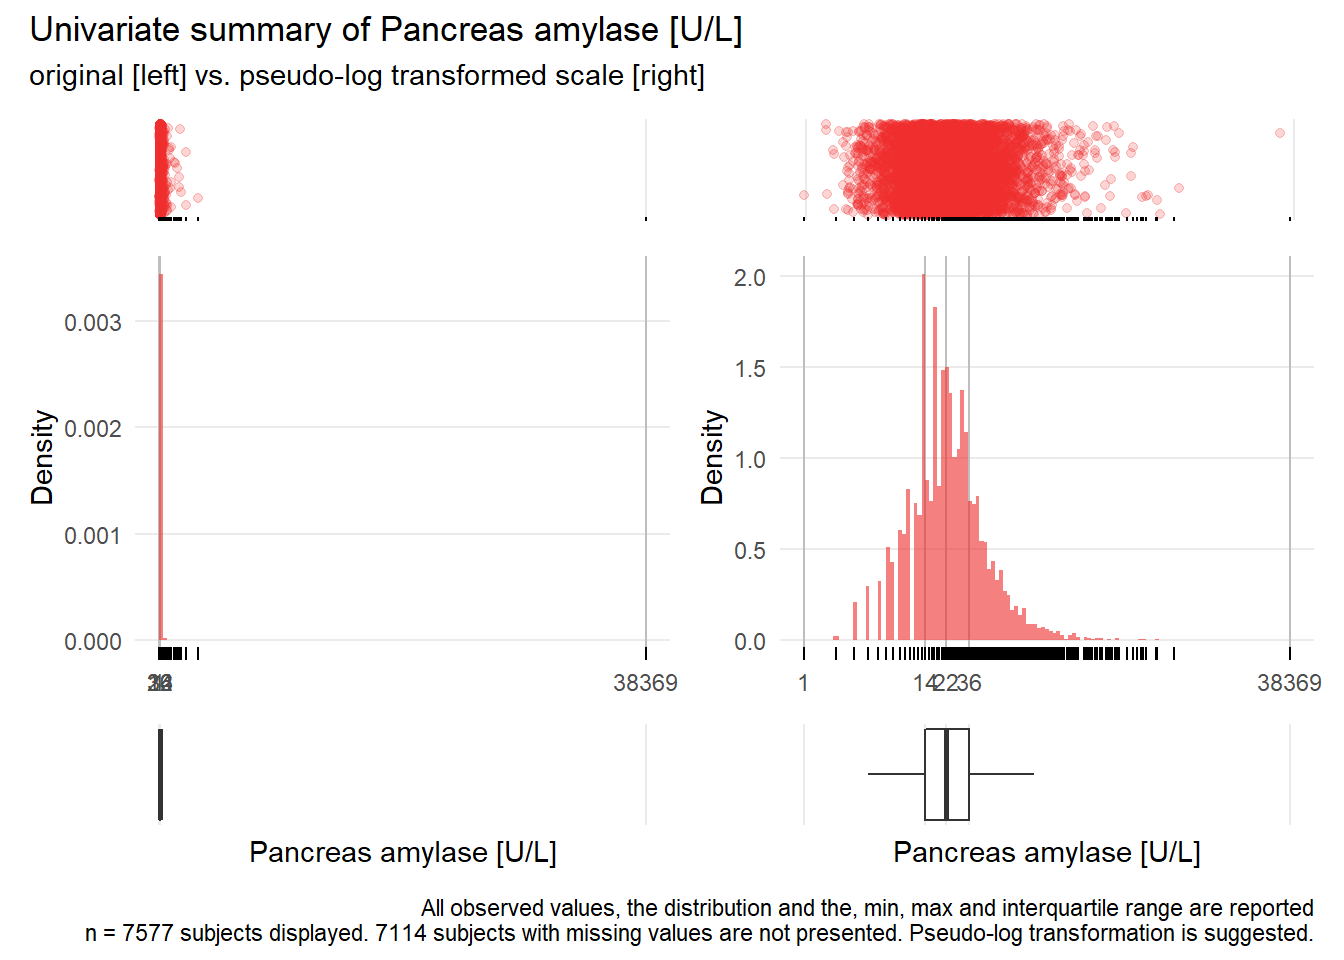 Univariate summary of Pancreas amylase [U/L]
original [left] vs. pseudo-log transformed scale [right]
Density
0.003
0.002
0.001
0.000
38369
Density
2.0
1.5
1.0
0.5
0.0
1
14
22
36
38369
Pancreas amylase [U/L]
Pancreas amylase [U/L]
All observed values, the distribution and the, min, max and interquartile range are reported
n = 7577 subjects displayed. 7114 subjects with missing values are not presented. Pseudo-log transformation is suggested.